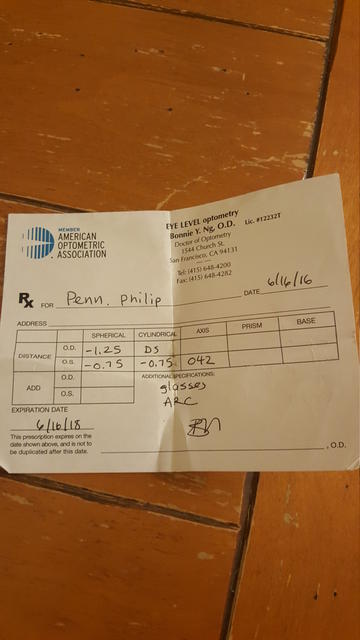 MEMBER
AMERICAN
OPTOMETRIC
ASSOCIATION
EYE LEVEL optometry
Bonnie Y. Ng, O.D. Lic. #12232T
Doctor of Optometry
1544 Church St.
San Francisco, CA 94131
Tel: (415) 648-4200
Fax: (415) 648-4282
Rx FOR Penn, Philip DATE 6/16/16
ADDRESS
SPHERICAL CYLINDRICAL AXIS PRISM BASE
DISTANCE O.D. -1.25 DS
O.S. -0.75 -0.75 042
ADD O.D. ADDITIONAL SPECIFICATIONS:
O.S. glasses
ARC
EXPIRATION DATE
6/16/18
This prescription expires on the
date shown above, and is not to
be duplicated after this date. , O.D.